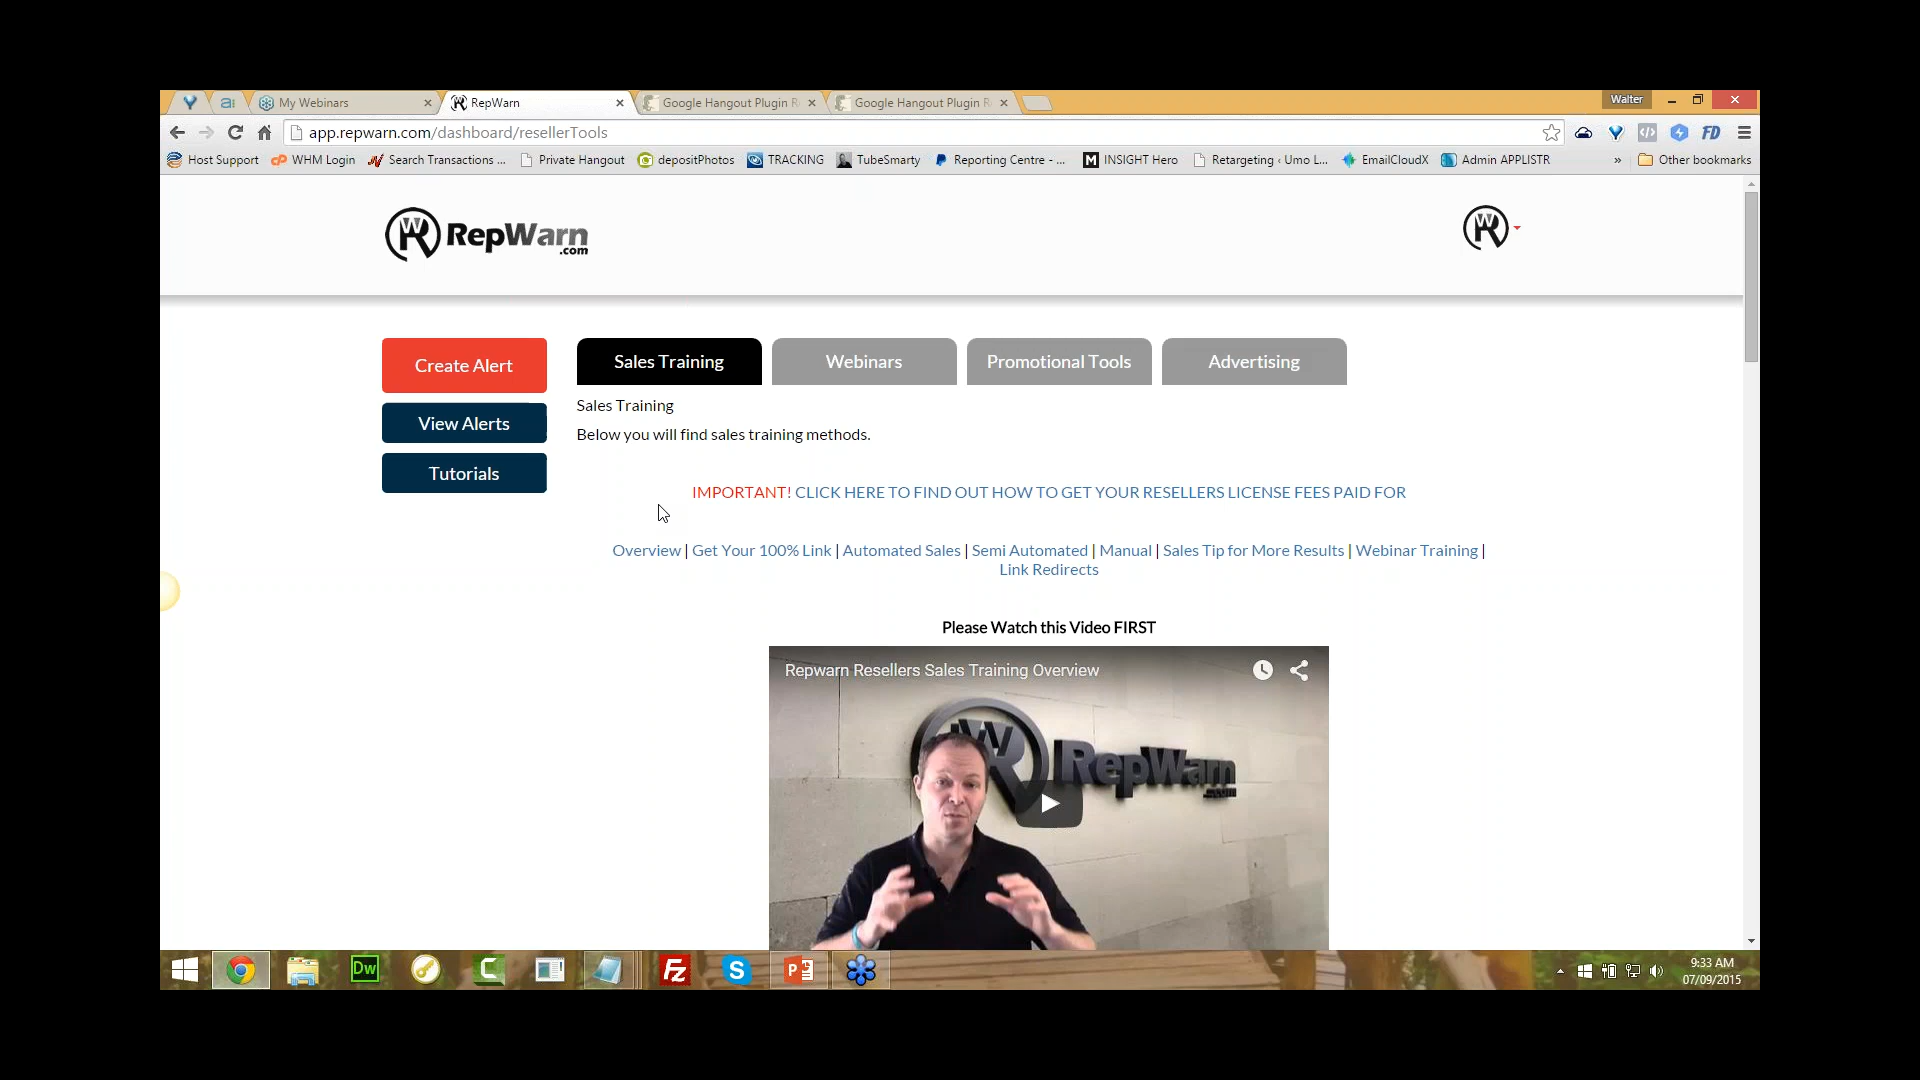 ai
My Webinars
RepWarn
Google Hangout Plugin R
Google Hangout Plugin R
Walter
app.repwarn.com/dashboard/resellerTools
FD
Host Support
WHM Login
Search Transactions ...
Private Hangout
depositPhotos
TRACKING
TubeSmarty
Reporting Centre - ...
INSIGHT Hero
Retargeting ‹ Umo L...
EmailCloudX
Admin APPLISTR
»
Other bookmarks
RepWarn
.com
Create Alert
View Alerts
Tutorials
Sales Training
Webinars
Promotional Tools
Advertising
Sales Training
Below you will find sales training methods.
IMPORTANT! CLICK HERE TO FIND OUT HOW TO GET YOUR RESELLERS LICENSE FEES PAID FOR
Overview | Get Your 100% Link | Automated Sales | Semi Automated | Manual | Sales Tip for More Results | Webinar Training |
Link Redirects
Please Watch this Video FIRST
Repwarn Resellers Sales Training Overview
RepWarn
.com
Dw
9:33 AM
07/09/2015